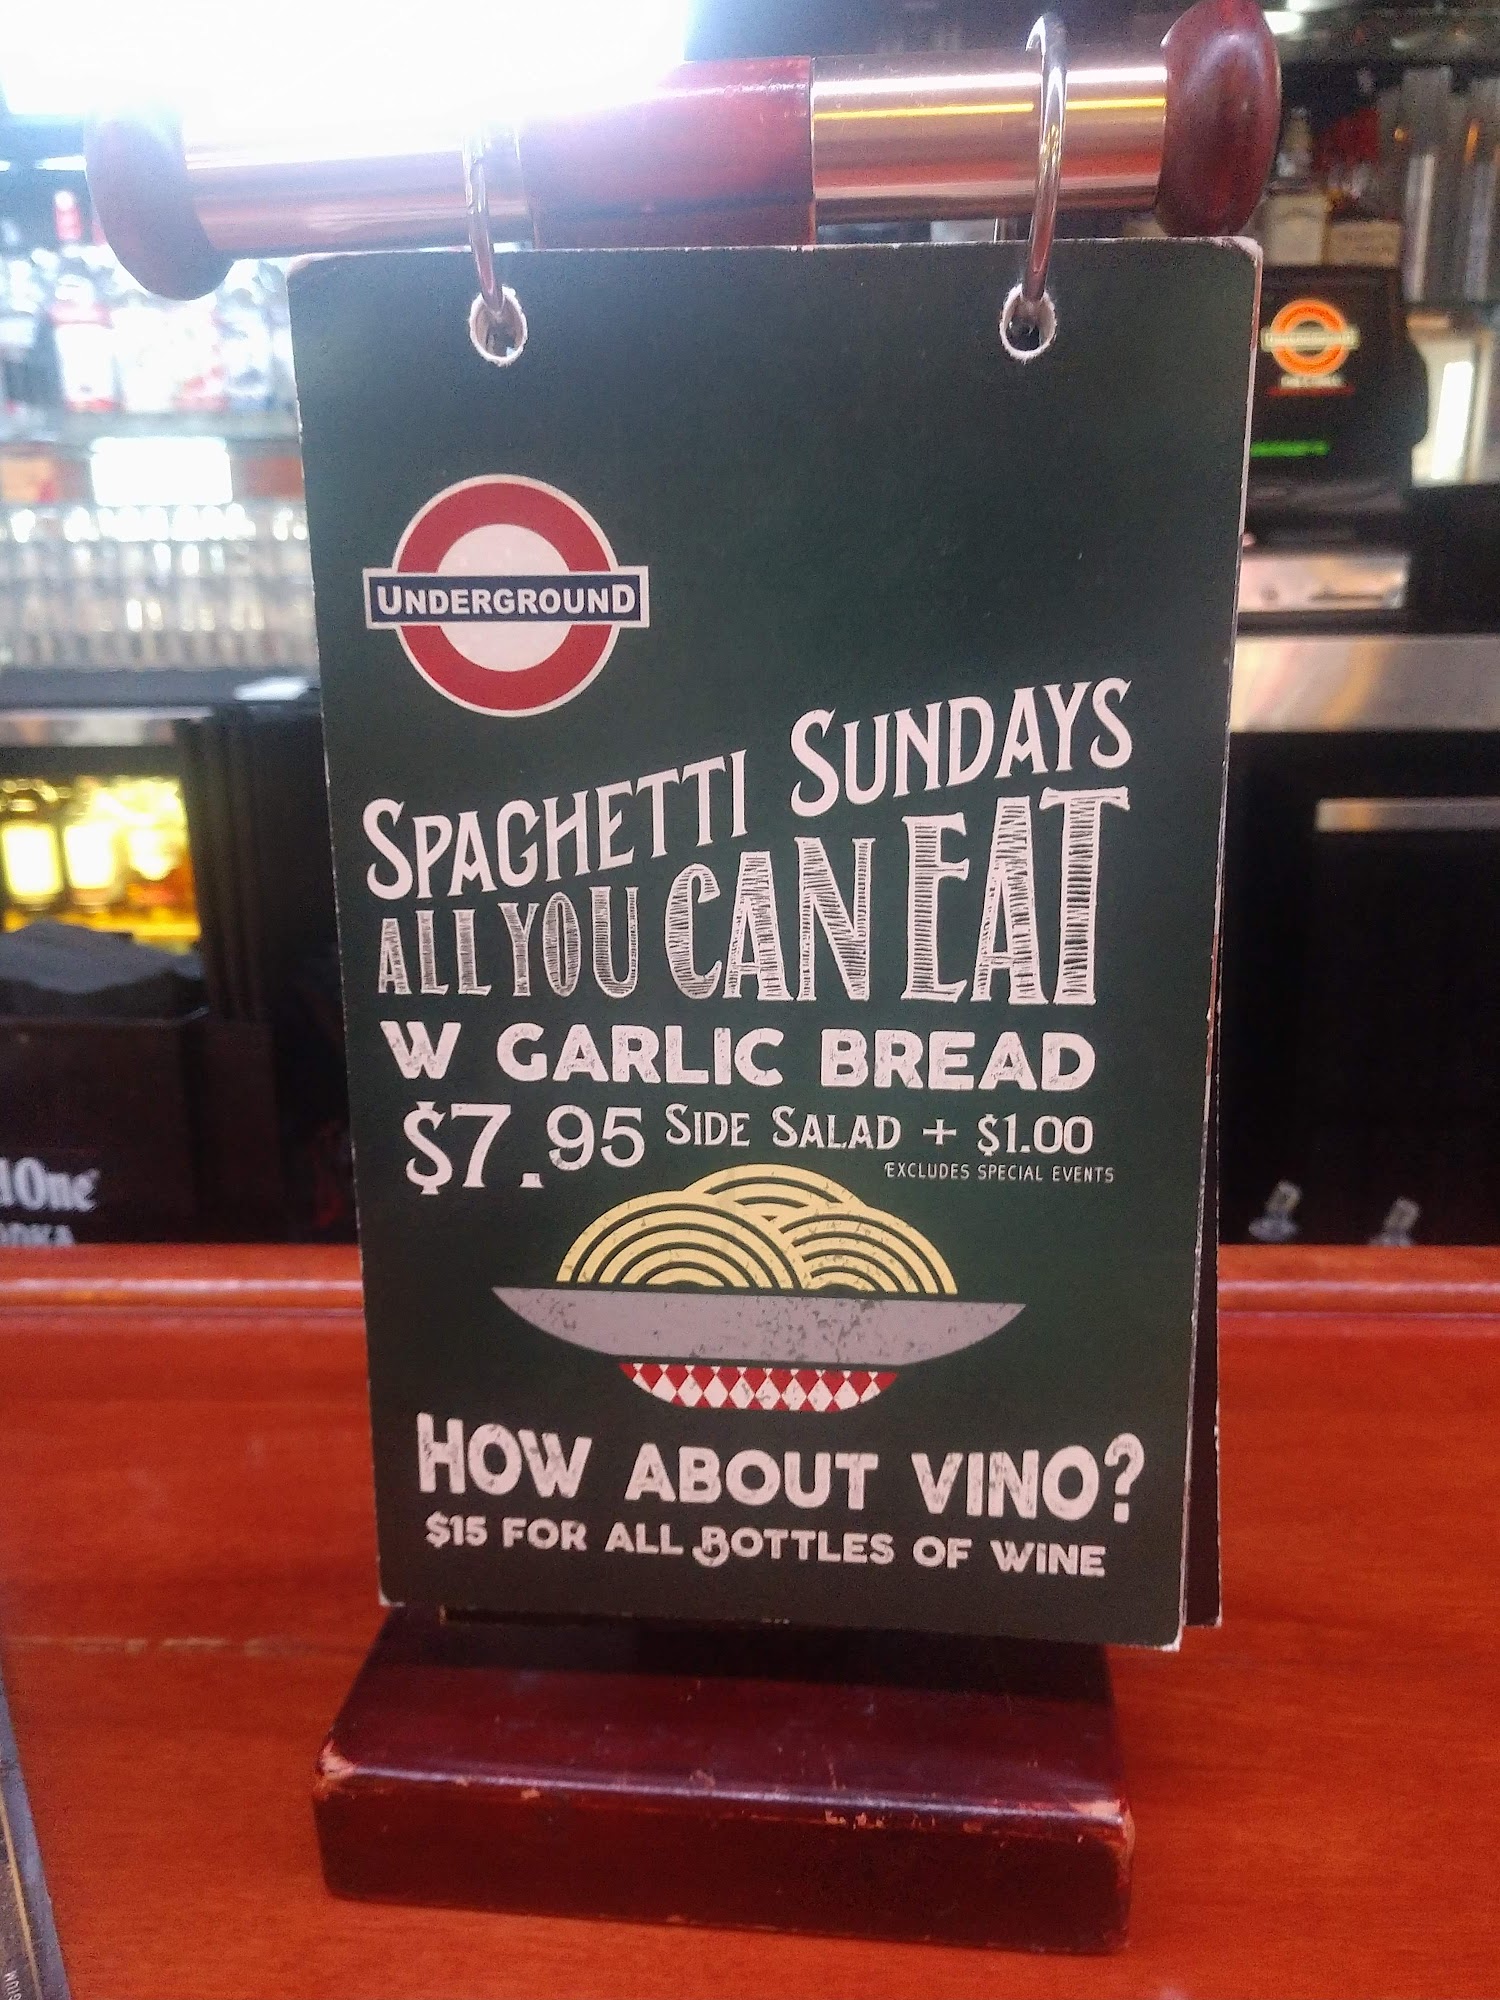 UNDERGROUND
SPAGHETTI SUNDAYS
ALL YOU CAN EAT
W GARLIC BREAD
$7.95 SIDE SALAD + $1.00
EXCLUDES SPECIAL EVENTS
HOW ABOUT VINO?
$15 FOR ALL BOTTLES OF WINE